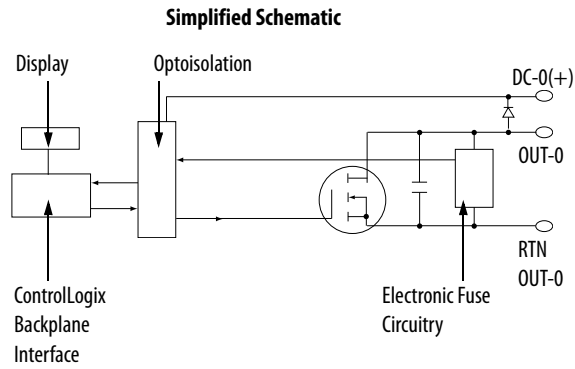 Simplified Schematic
Display
Optoisolation
DC-0(+)
OUT-0
RTN
OUT-0
ControlLogix
Backplane
Interface
Electronic Fuse
Circuitry